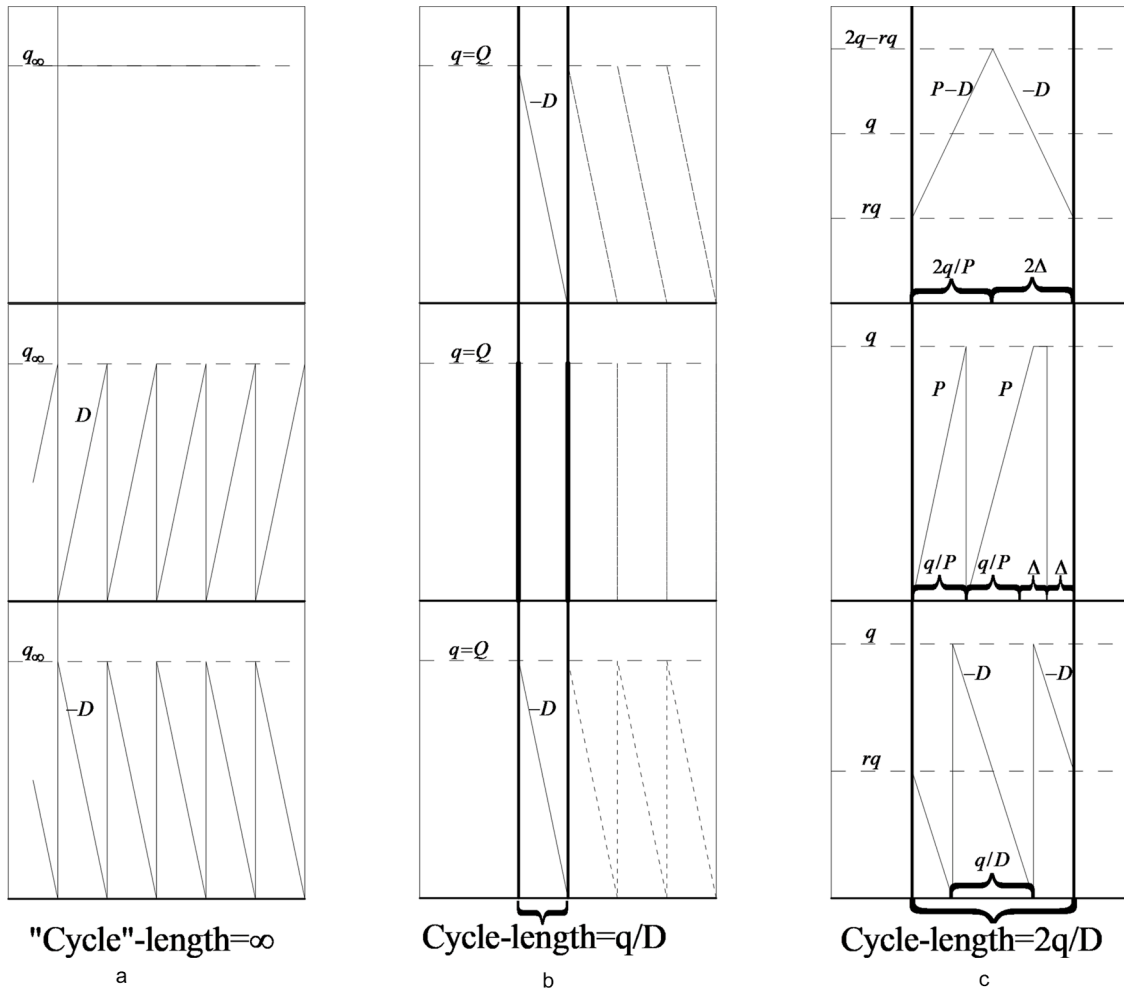 q∞
q∞
D
q∞
−D
"Cycle"-length=∞
a
q=Q
−D
q=Q
q=Q
−D
Cycle-length=q/D
b
2q−rq
P−D −D
q
rq
2q/P 2Δ
q
P P
q/P q/P Δ Δ
q
−D −D
rq
q/D
Cycle-length=2q/D
c